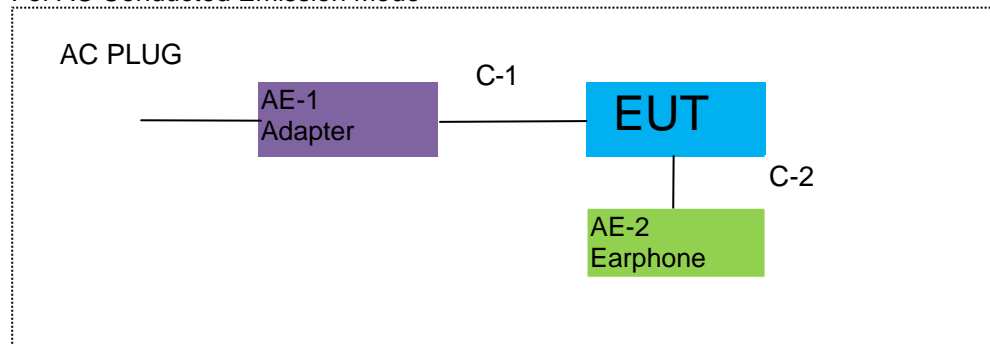 AC PLUG
C-1
AE-1
Adapter
EUT
C-2
AE-2
Earphone